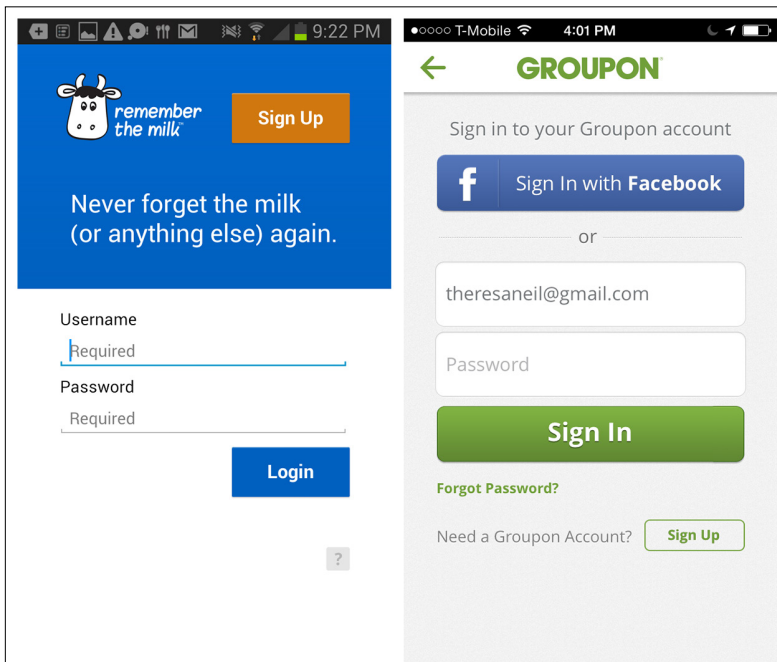 9:22 PM
remember
the milk
Sign Up
Never forget the milk
(or anything else) again.
Username
Required
Password
Required
Login
?
T-Mobile 4:01 PM
GROUPON
Sign in to your Groupon account
f Sign In with Facebook
or
theresaneil@gmail.com
Password
Sign In
Forgot Password?
Need a Groupon Account? Sign Up